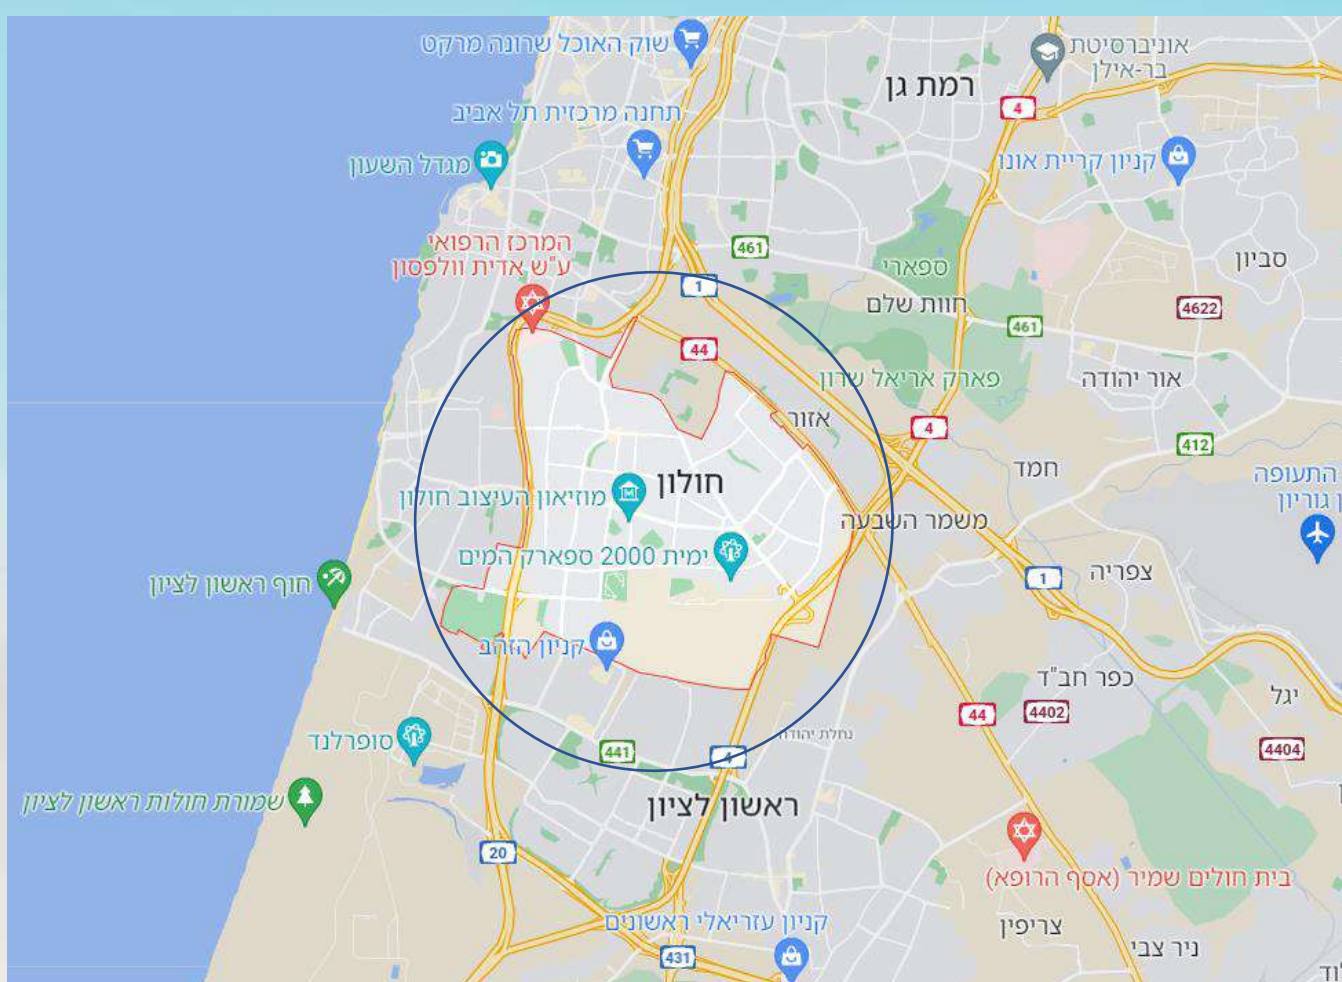 שוק האוכל שרונה מרקט
אוניברסיטת
בר-אילן
רמת גן
4
תחנה מרכזית תל אביב
קניון קריית אונו
מגדל השעון
המרכז הרפואי
ע"ש אדית וולפסון
461
סביון
ספארי
1
חוות שלם
4622
461
44
פארק אריאל שרון
אור יהודה
אזור
4
412
חולון
חמד
התעופה
גוריון
מוזיאון העיצוב חולון
משמר השבעה
ימית 2000 ספארק המים
חוף ראשון לציון
1
צפריה
קניון הזהב
כפר חב"ד
יגל
44
4402
נחלת יהודה
סופרלנד
441
4
4404
שמורת חולות ראשון לציון
ראשון לציון
20
בית חולים שמיר (אסף הרופא)
קניון עזריאלי ראשונים
צריפין
ניר צבי
431